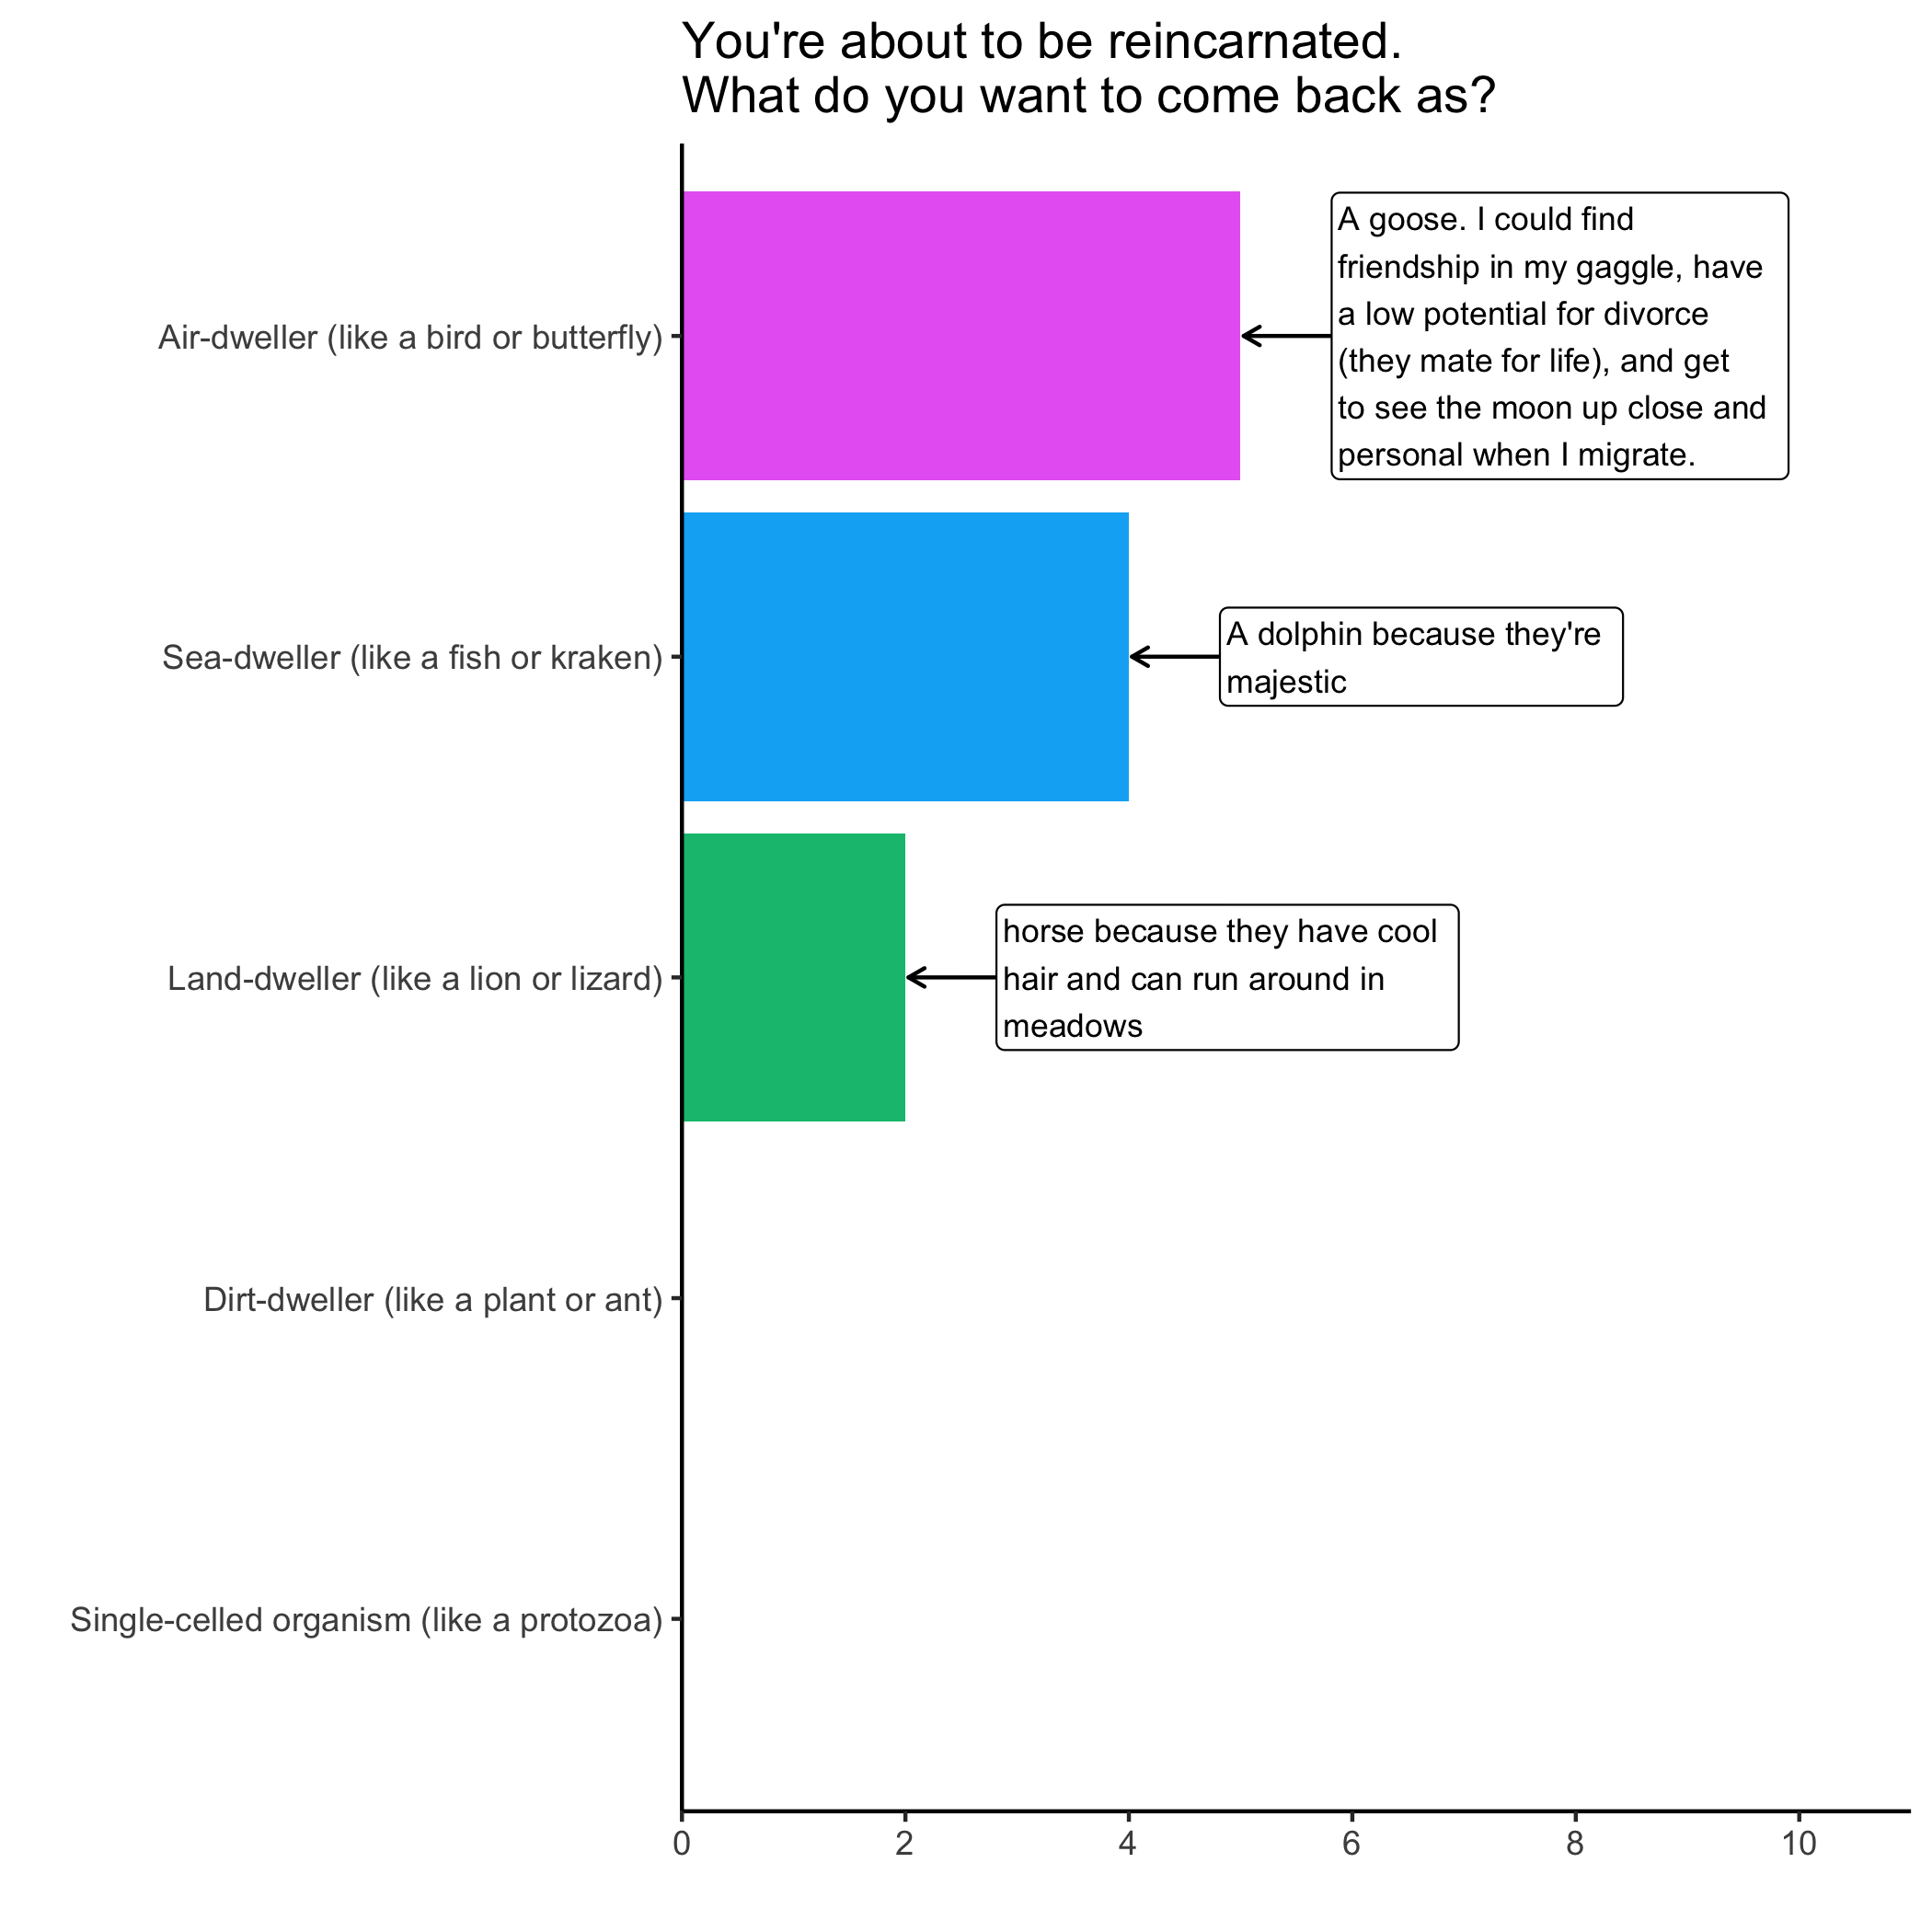 You're about to be reincarnated.
What do you want to come back as?
Air-dweller (like a bird or butterfly)
A goose. I could find
friendship in my gaggle, have
a low potential for divorce
(they mate for life), and get
to see the moon up close and
personal when I migrate.
Sea-dweller (like a fish or kraken)
A dolphin because they're
majestic
Land-dweller (like a lion or lizard)
horse because they have cool
hair and can run around in
meadows
Dirt-dweller (like a plant or ant)
Single-celled organism (like a protozoa)
0 2 4 6 8 10